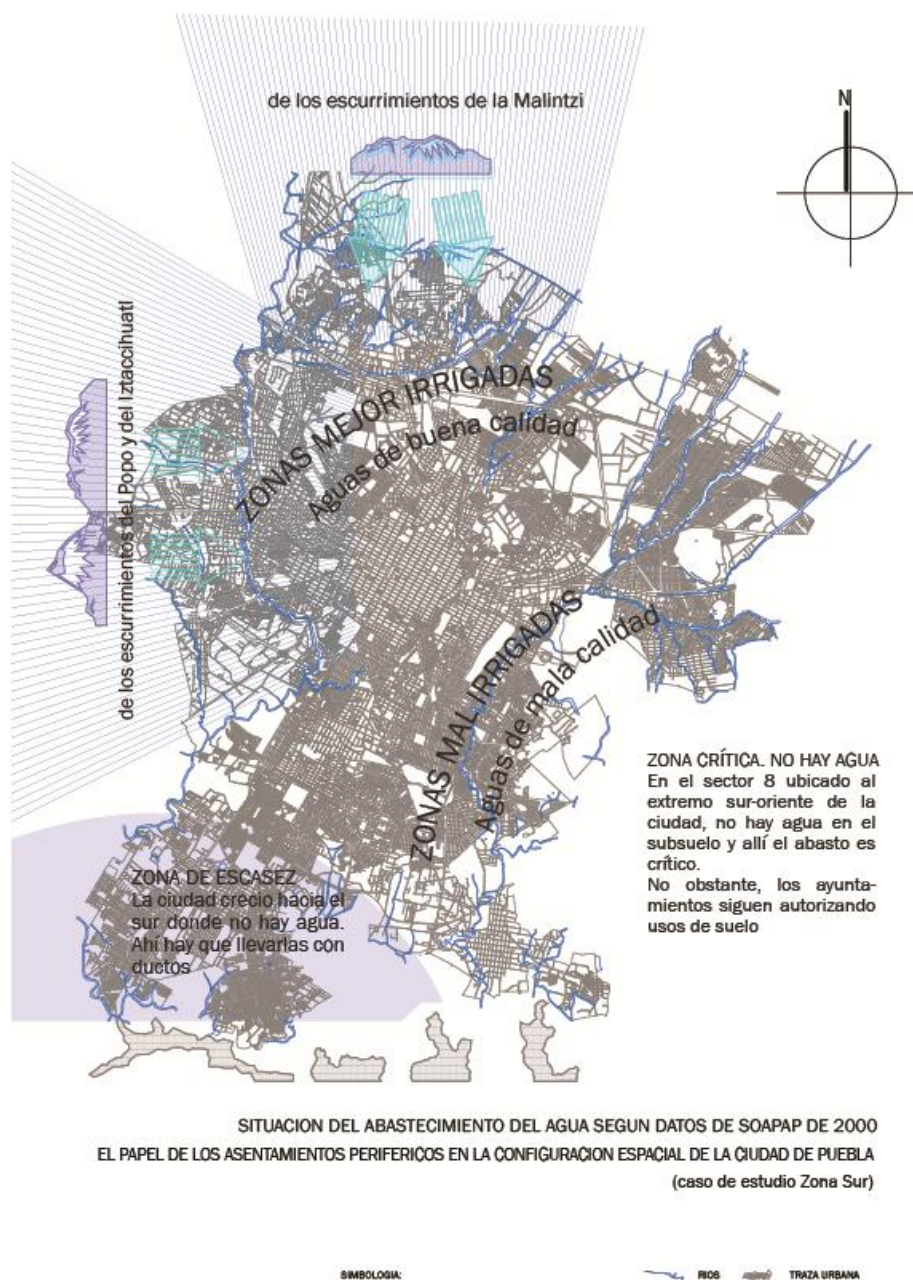 de los escurrimientos de la Malintzi
N
de los escurrimientos del Popo y del Iztaccihuatl
ZONAS MEJOR IRRIGADAS
Aguas de buena calidad
ZONAS MAL IRRIGADAS
Aguas de mala calidad
ZONA CRÍTICA. NO HAY AGUA
En el sector 8 ubicado al
extremo sur-oriente de la
ciudad, no hay agua en el
subsuelo y allí el abasto es
crítico.
No obstante, los ayunta-
mientos siguen autorizando
usos de suelo
ZONA DE ESCASEZ
La ciudad crecio hacia el
sur donde no hay agua.
Ahí hay que llevarlas con
ductos
SITUACION DEL ABASTECIMIENTO DEL AGUA SEGUN DATOS DE SOAPAP DE 2000
EL PAPEL DE LOS ASENTAMIENTOS PERIFERICOS EN LA CONFIGURACION ESPACIAL DE LA CIUDAD DE PUEBLA
(caso de estudio Zona Sur)
SIMBOLOGIA:
RIOS
TRAZA URBANA